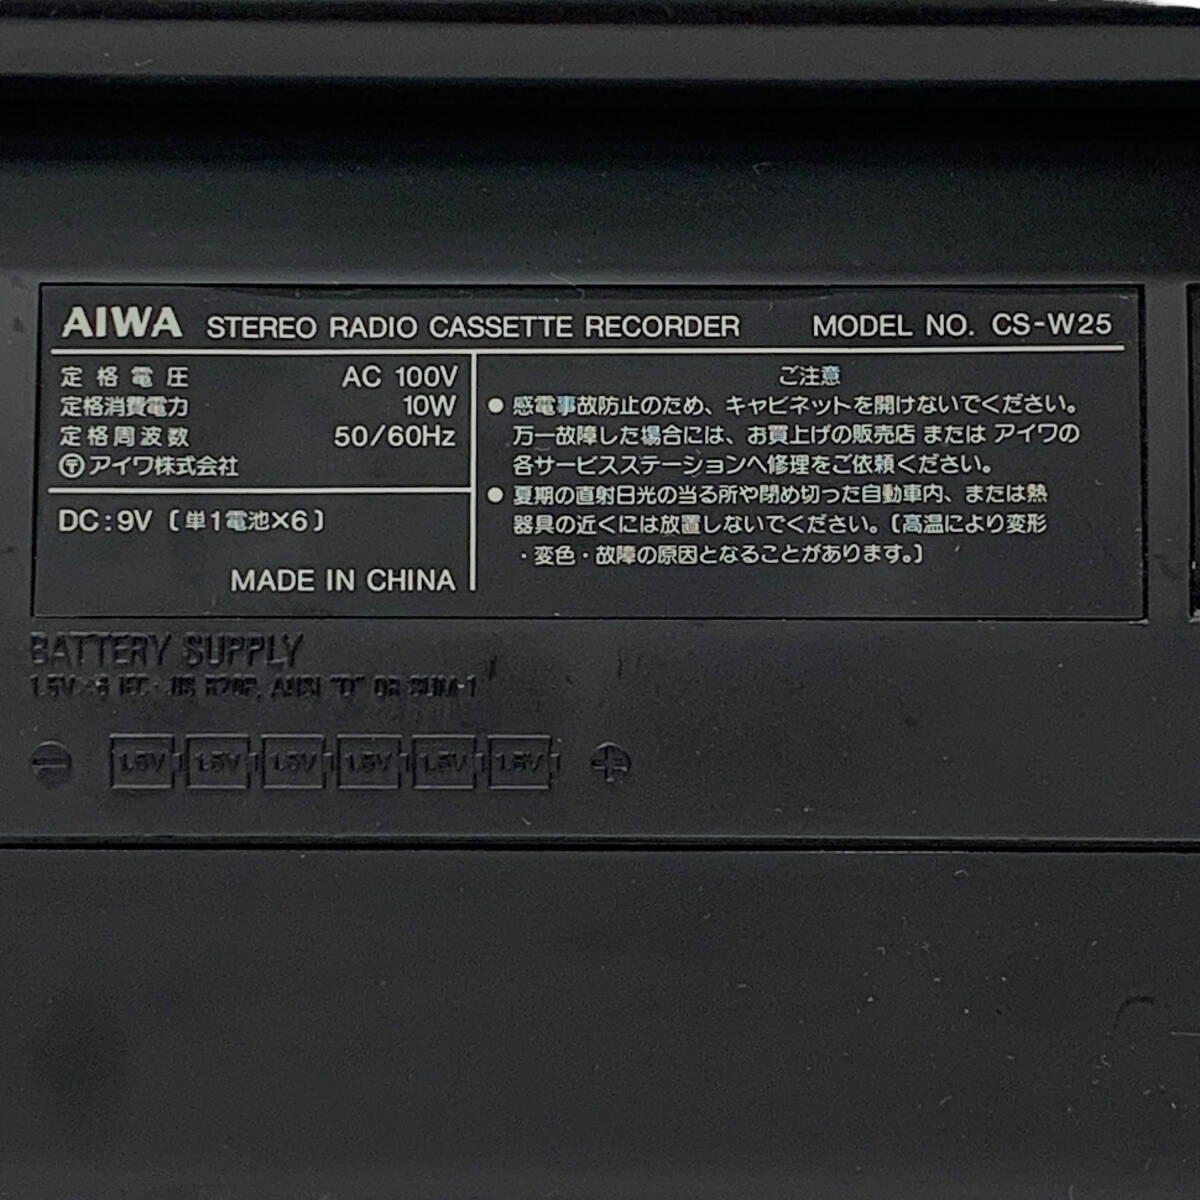 AIWA STEREO RADIO CASSETTE RECORDER MODEL NO. CS-W25
定格電圧 AC 100V
定格消費電力 10W
定格周波数 50/60Hz
〒アイワ株式会社
DC:9V〔単1電池×6〕
MADE IN CHINA
ご注意
● 感電事故防止のため、キャビネットを開けないでください。
万一故障した場合には、お買上げの販売店 または アイワの
各サービスステーションへ修理をご依頼ください。
● 夏期の直射日光の当る所や閉め切った自動車内、または熱
器具の近くには放置しないでください。〔高温により変形
・変色・故障の原因となることがあります。〕
BATTERY SUPPLY
1.5V×6 IEC・JIS R20P, ANSI "D" OR SUM-1
⊖ 1.5V 1.5V 1.5V 1.5V 1.5V 1.5V ⊕